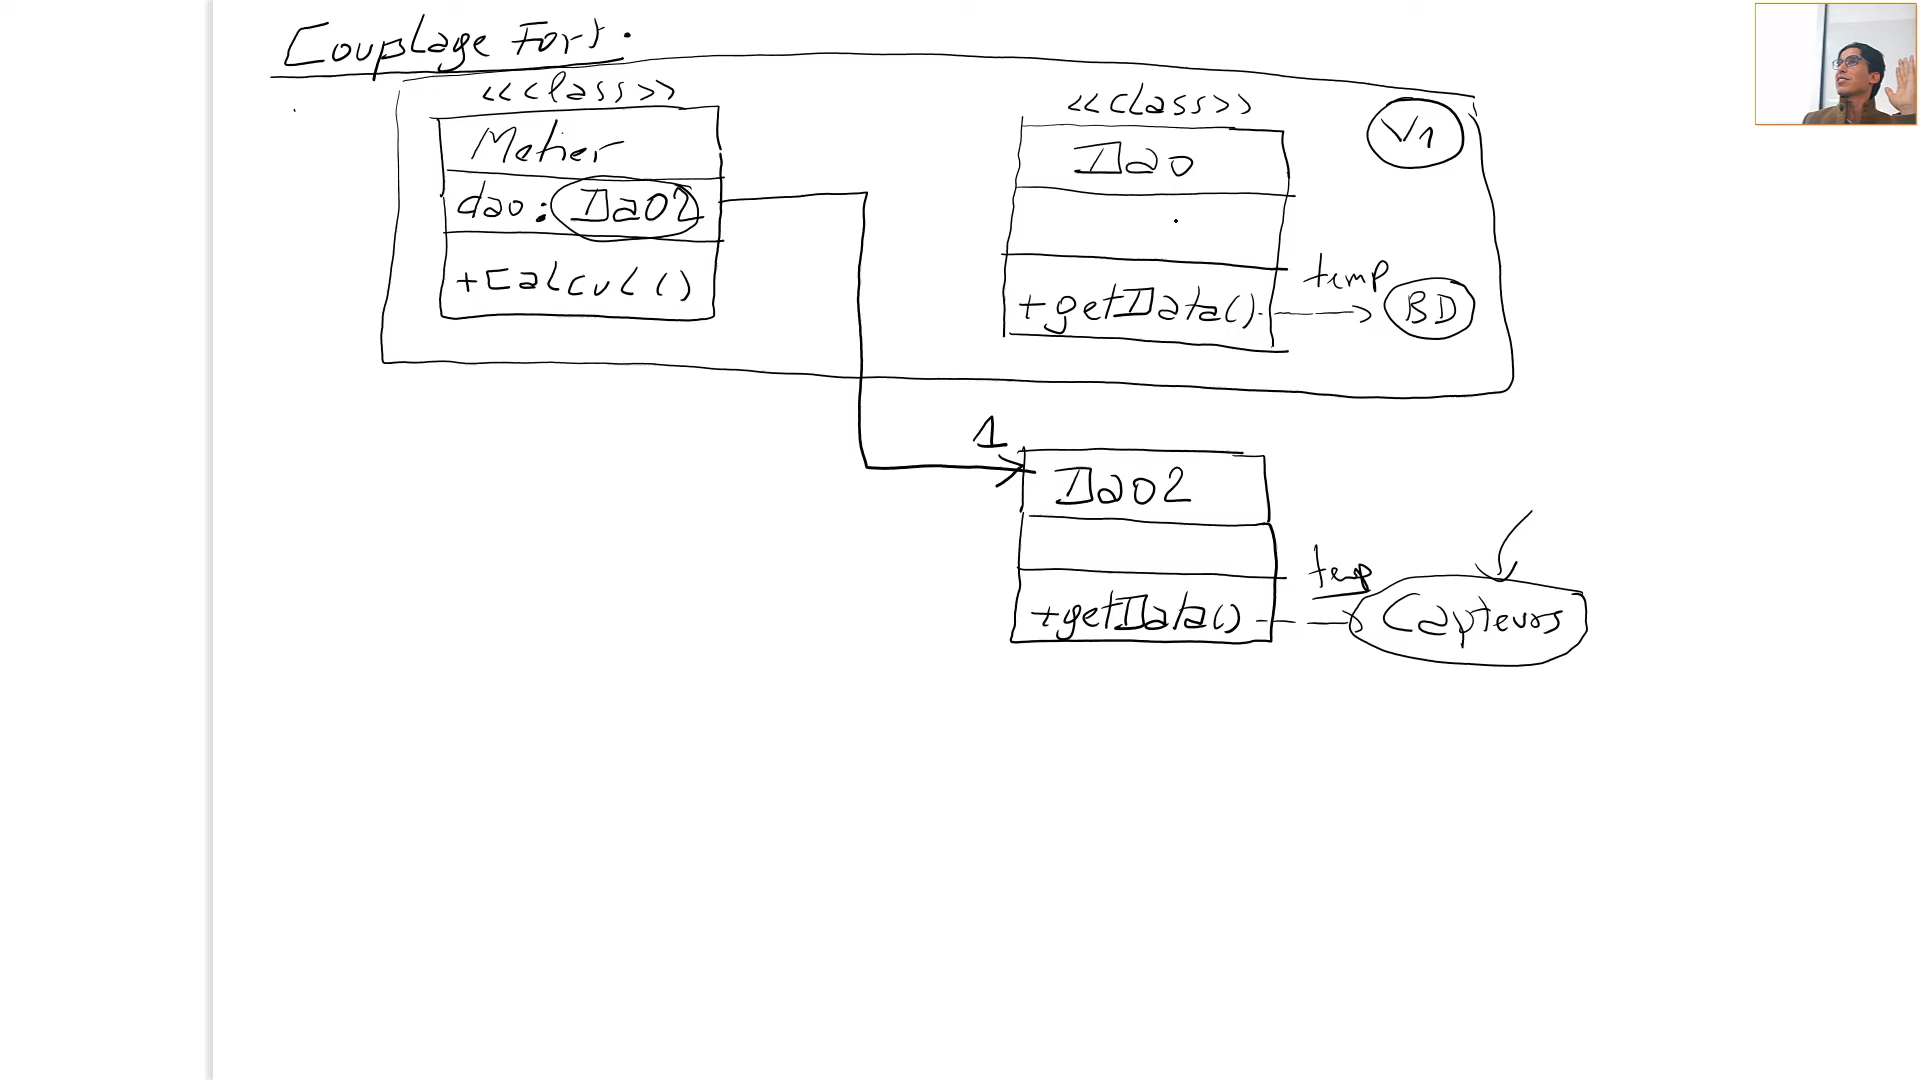 Couplage Fort.
<<class>>
Metier
dao: Dao2
+Calcul()
<<class>>
V1
Dao
+getData()
temp
BD
1
Dao2
+getData()
temp
Capteurs